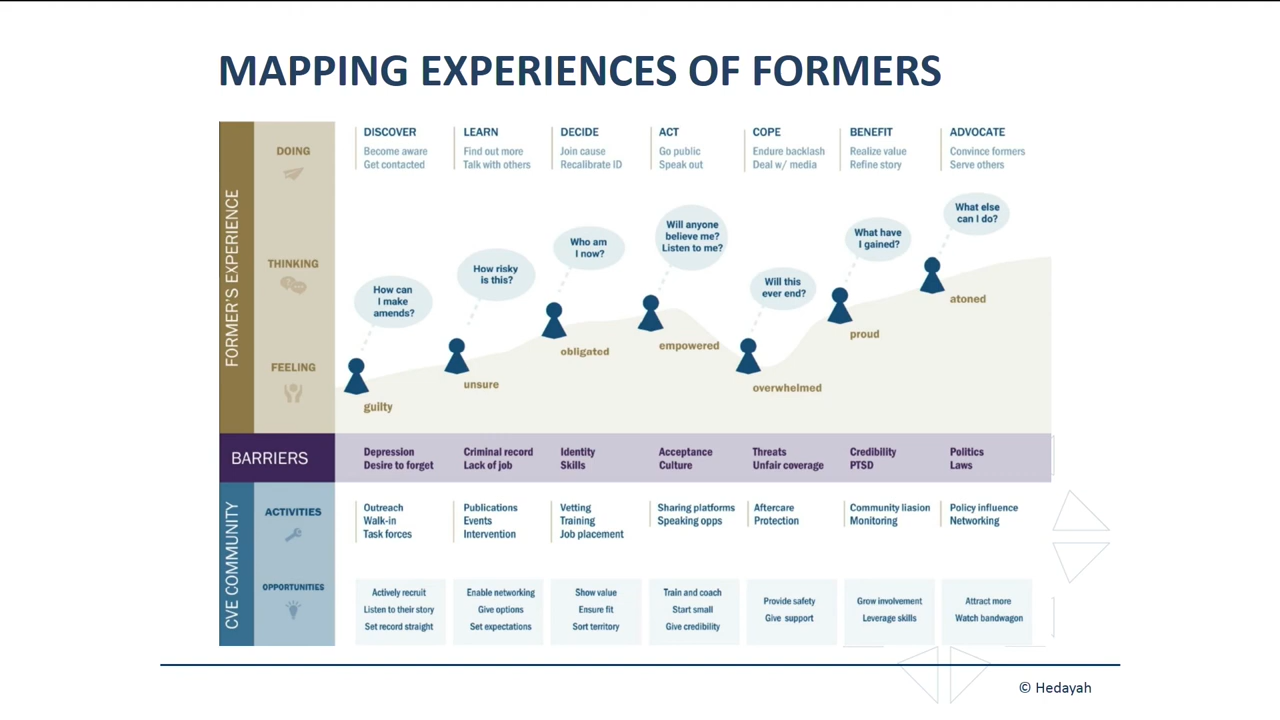 MAPPING EXPERIENCES OF FORMERS
FORMER'S EXPERIENCE
DOING
DISCOVER
Become aware
Get contacted
LEARN
Find out more
Talk with others
DECIDE
Join cause
Recalibrate ID
ACT
Go public
Speak out
COPE
Endure backlash
Deal w/ media
BENEFIT
Realize value
Refine story
ADVOCATE
Convince formers
Serve others
THINKING
How can
I make
amends?
How risky
is this?
Who am
I now?
Will anyone
believe me?
Listen to me?
Will this
ever end?
What have
I gained?
What else
can I do?
FEELING
guilty
unsure
obligated
empowered
overwhelmed
proud
atoned
BARRIERS
Depression
Desire to forget
Criminal record
Lack of job
Identity
Skills
Acceptance
Culture
Threats
Unfair coverage
Credibility
PTSD
Politics
Laws
CVE COMMUNITY
ACTIVITIES
Outreach
Walk-in
Task forces
Publications
Events
Intervention
Vetting
Training
Job placement
Sharing platforms
Speaking opps
Aftercare
Protection
Community liasion
Monitoring
Policy influence
Networking
OPPORTUNITIES
Actively recruit
Listen to their story
Set record straight
Enable networking
Give options
Set expectations
Show value
Ensure fit
Sort territory
Train and coach
Start small
Give credibility
Provide safety
Give support
Grow involvement
Leverage skills
Attract more
Watch bandwagon
© Hedayah